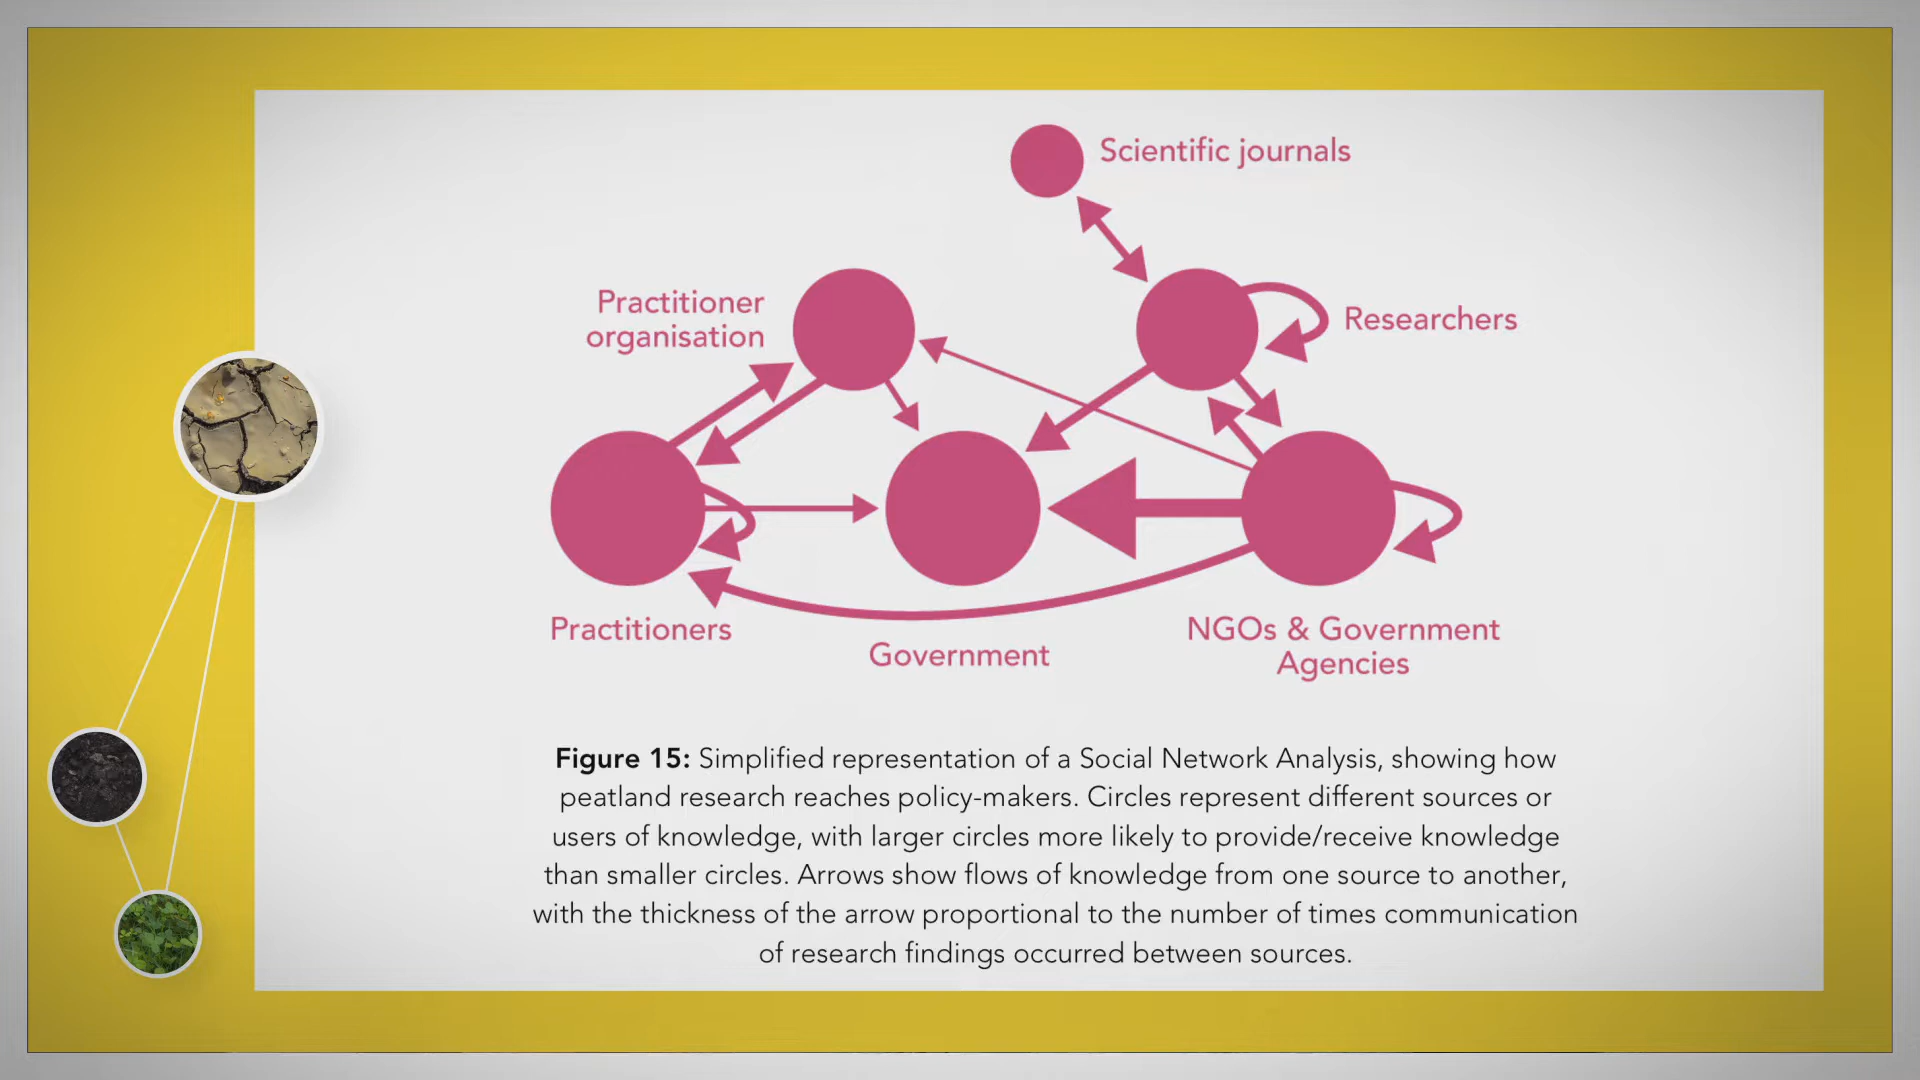 Scientific journals
Practitioner
organisation
Researchers
Practitioners
Government
NGOs & Government
Agencies
Figure 15: Simplified representation of a Social Network Analysis, showing how
peatland research reaches policy-makers. Circles represent different sources or
users of knowledge, with larger circles more likely to provide/receive knowledge
than smaller circles. Arrows show flows of knowledge from one source to another,
with the thickness of the arrow proportional to the number of times communication
of research findings occurred between sources.